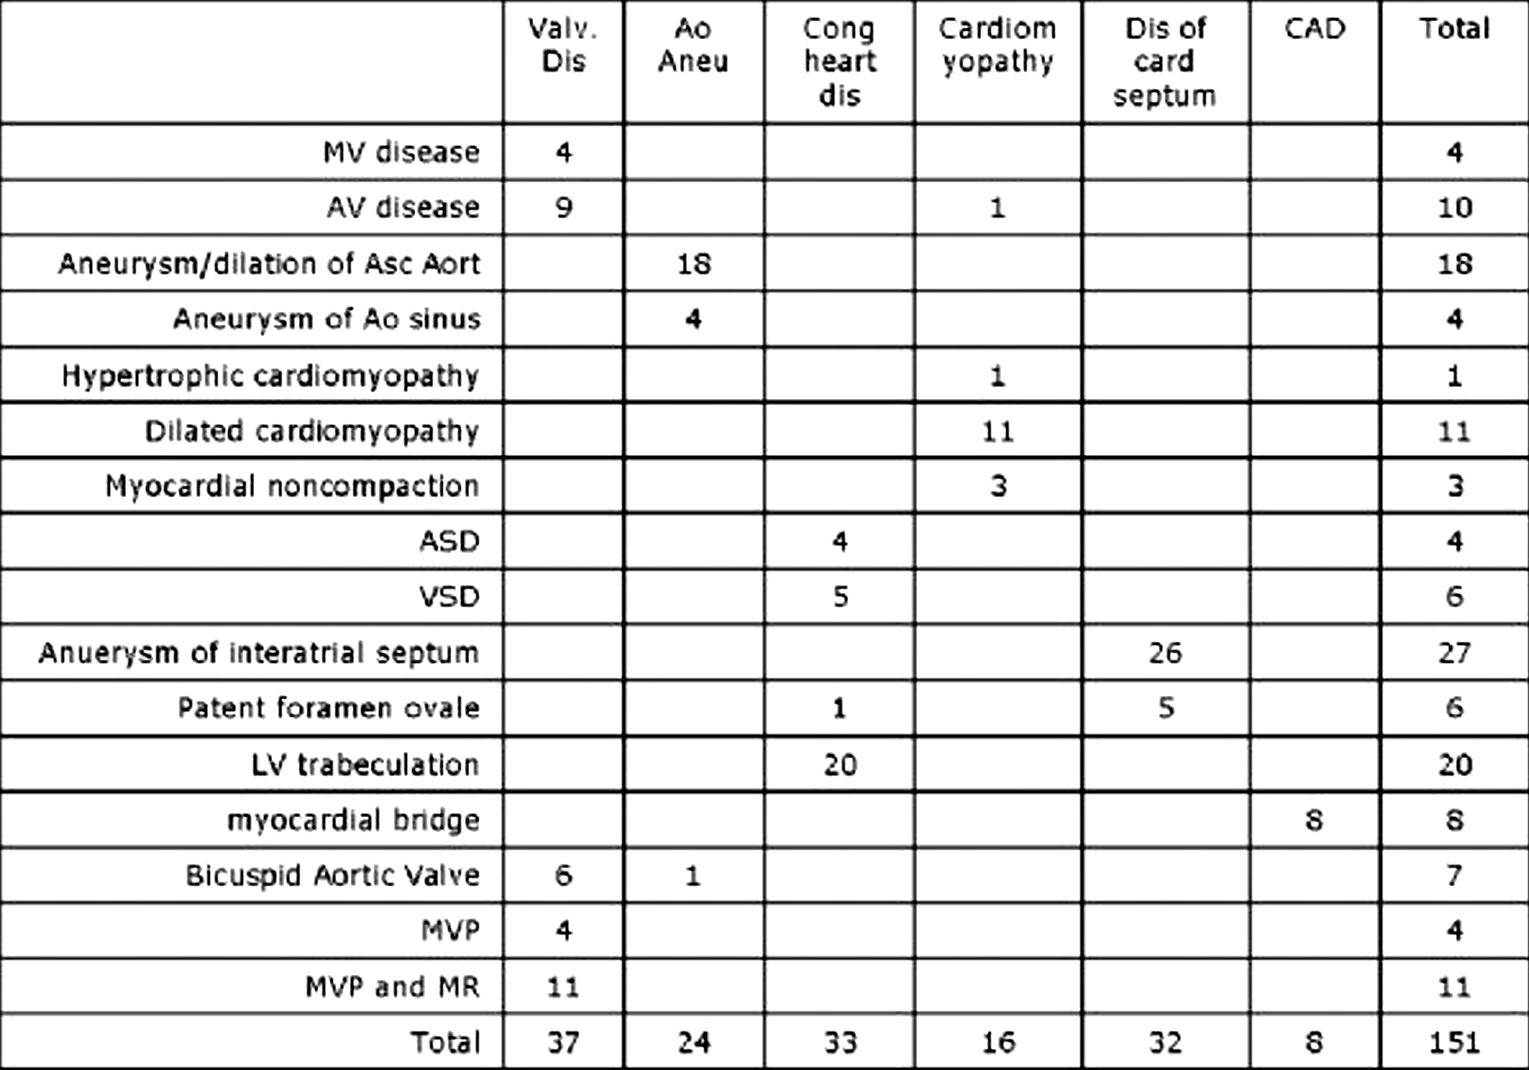 Valv. Dis Ao Aneu Cong heart dis Cardiom yopathy Dis of card septum CAD Total
MV disease 4 4
AV disease 9 1 10
Aneurysm/dilation of Asc Aort 18 18
Aneurysm of Ao sinus 4 4
Hypertrophic cardiomyopathy 1 1
Dilated cardiomyopathy 11 11
Myocardial noncompaction 3 3
ASD 4 4
VSD 5 6
Anuerysm of interatrial septum 26 27
Patent foramen ovale 1 5 6
LV trabeculation 20 20
myocardial bridge 8 8
Bicuspid Aortic Valve 6 1 7
MVP 4 4
MVP and MR 11 11
Total 37 24 33 16 32 8 151